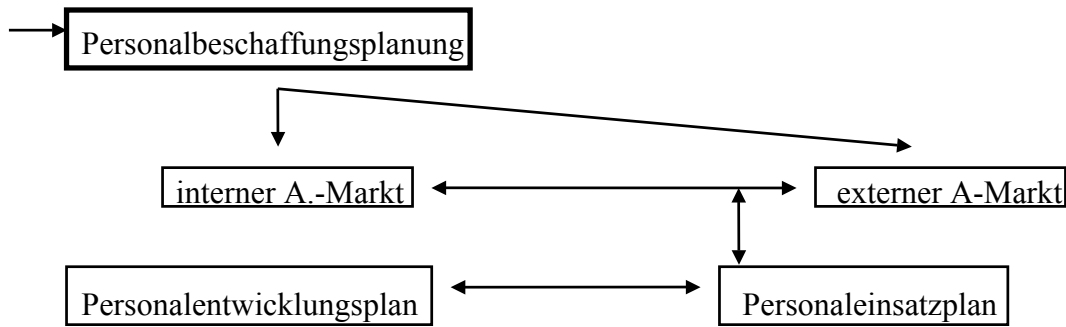 Personalbeschaffungsplanung
interner A.-Markt
externer A-Markt
Personalentwicklungsplan
Personaleinsatzplan